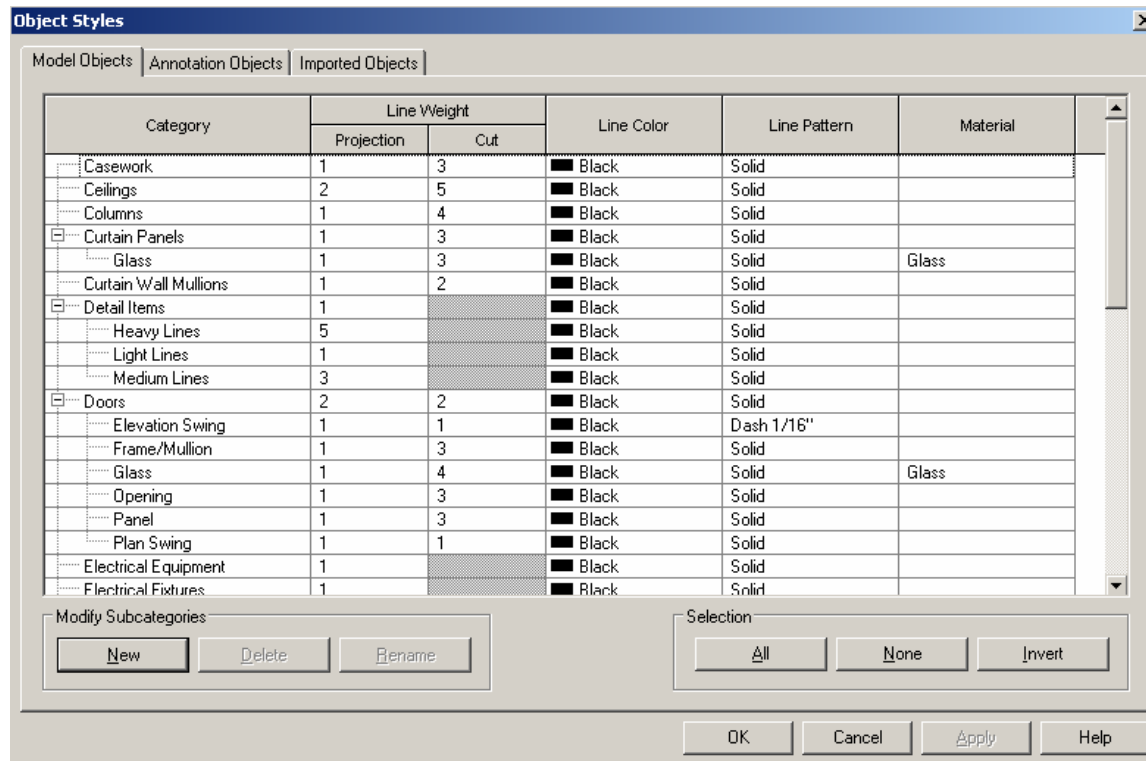 Object Styles
Model Objects Annotation Objects Imported Objects
Category Line Weight Line Color Line Pattern Material
Projection Cut
Casework 1 3 Black Solid
Ceilings 2 5 Black Solid
Columns 1 4 Black Solid
Curtain Panels 1 3 Black Solid
Glass 1 3 Black Solid Glass
Curtain Wall Mullions 1 2 Black Solid
Detail Items 1 Black Solid
Heavy Lines 5 Black Solid
Light Lines 1 Black Solid
Medium Lines 3 Black Solid
Doors 2 2 Black Solid
Elevation Swing 1 1 Black Dash 1/16"
Frame/Mullion 1 3 Black Solid
Glass 1 4 Black Solid Glass
Opening 1 3 Black Solid
Panel 1 3 Black Solid
Plan Swing 1 1 Black Solid
Electrical Equipment 1 Black Solid
Electrical Fixtures 1 Black Solid
Modify Subcategories Selection
New Delete Rename All None Invert
OK Cancel Apply Help